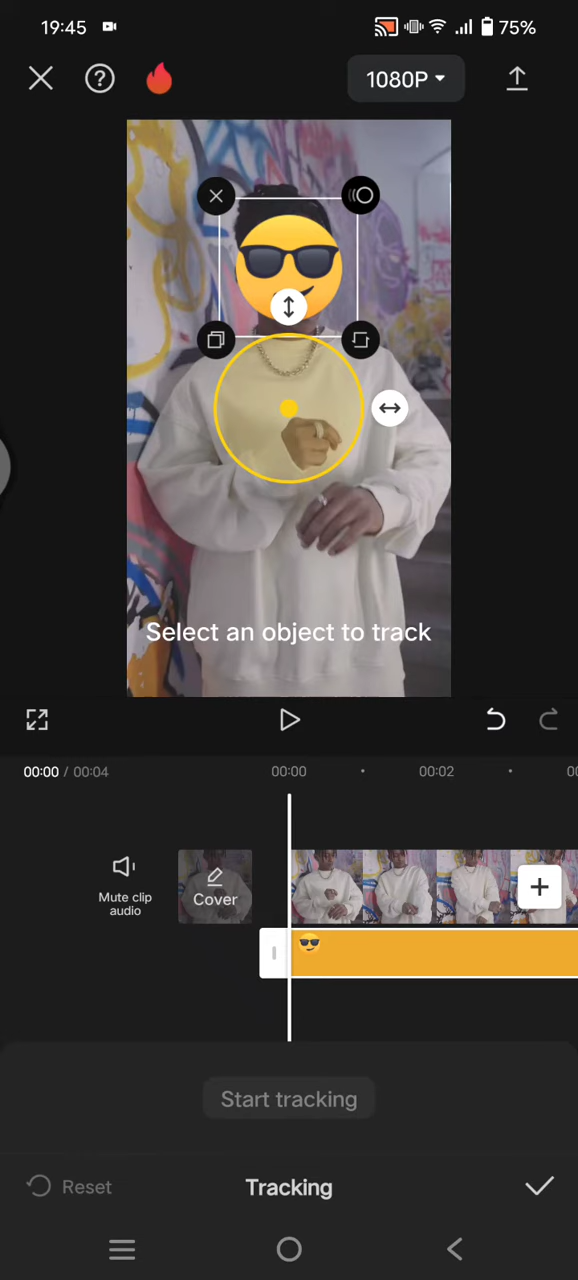 19:45
75%
1080P
Select an object to track
00:00 / 00:04
00:00
00:02
Mute clip
audio
Cover
Start tracking
Reset
Tracking